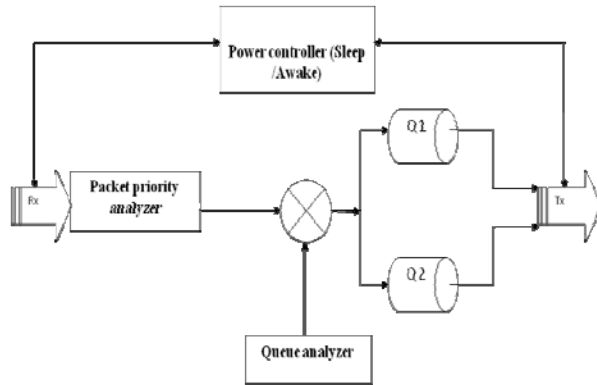 Power controller (Sleep
/Awake)
Q1
Rx
Packet priority
analyzer
Tx
Q2
Queue analyzer